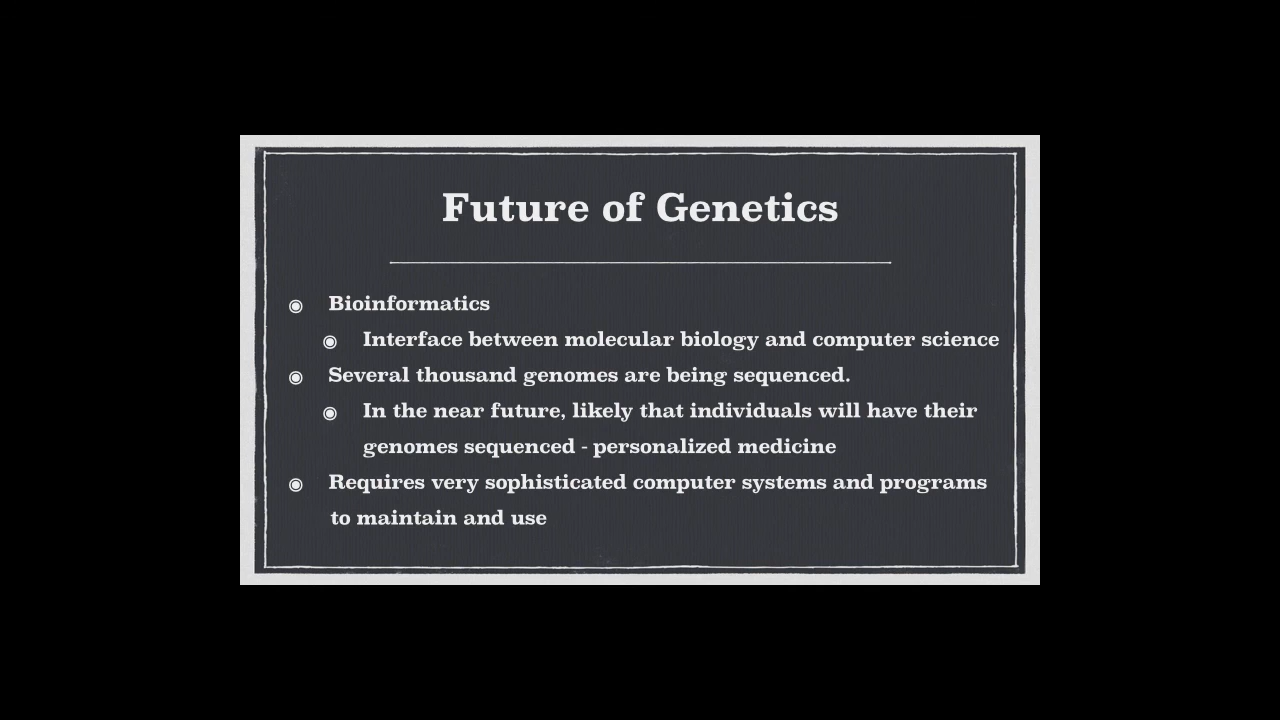 Future of Genetics
Bioinformatics
Interface between molecular biology and computer science
Several thousand genomes are being sequenced.
In the near future, likely that individuals will have their
genomes sequenced - personalized medicine
Requires very sophisticated computer systems and programs
to maintain and use